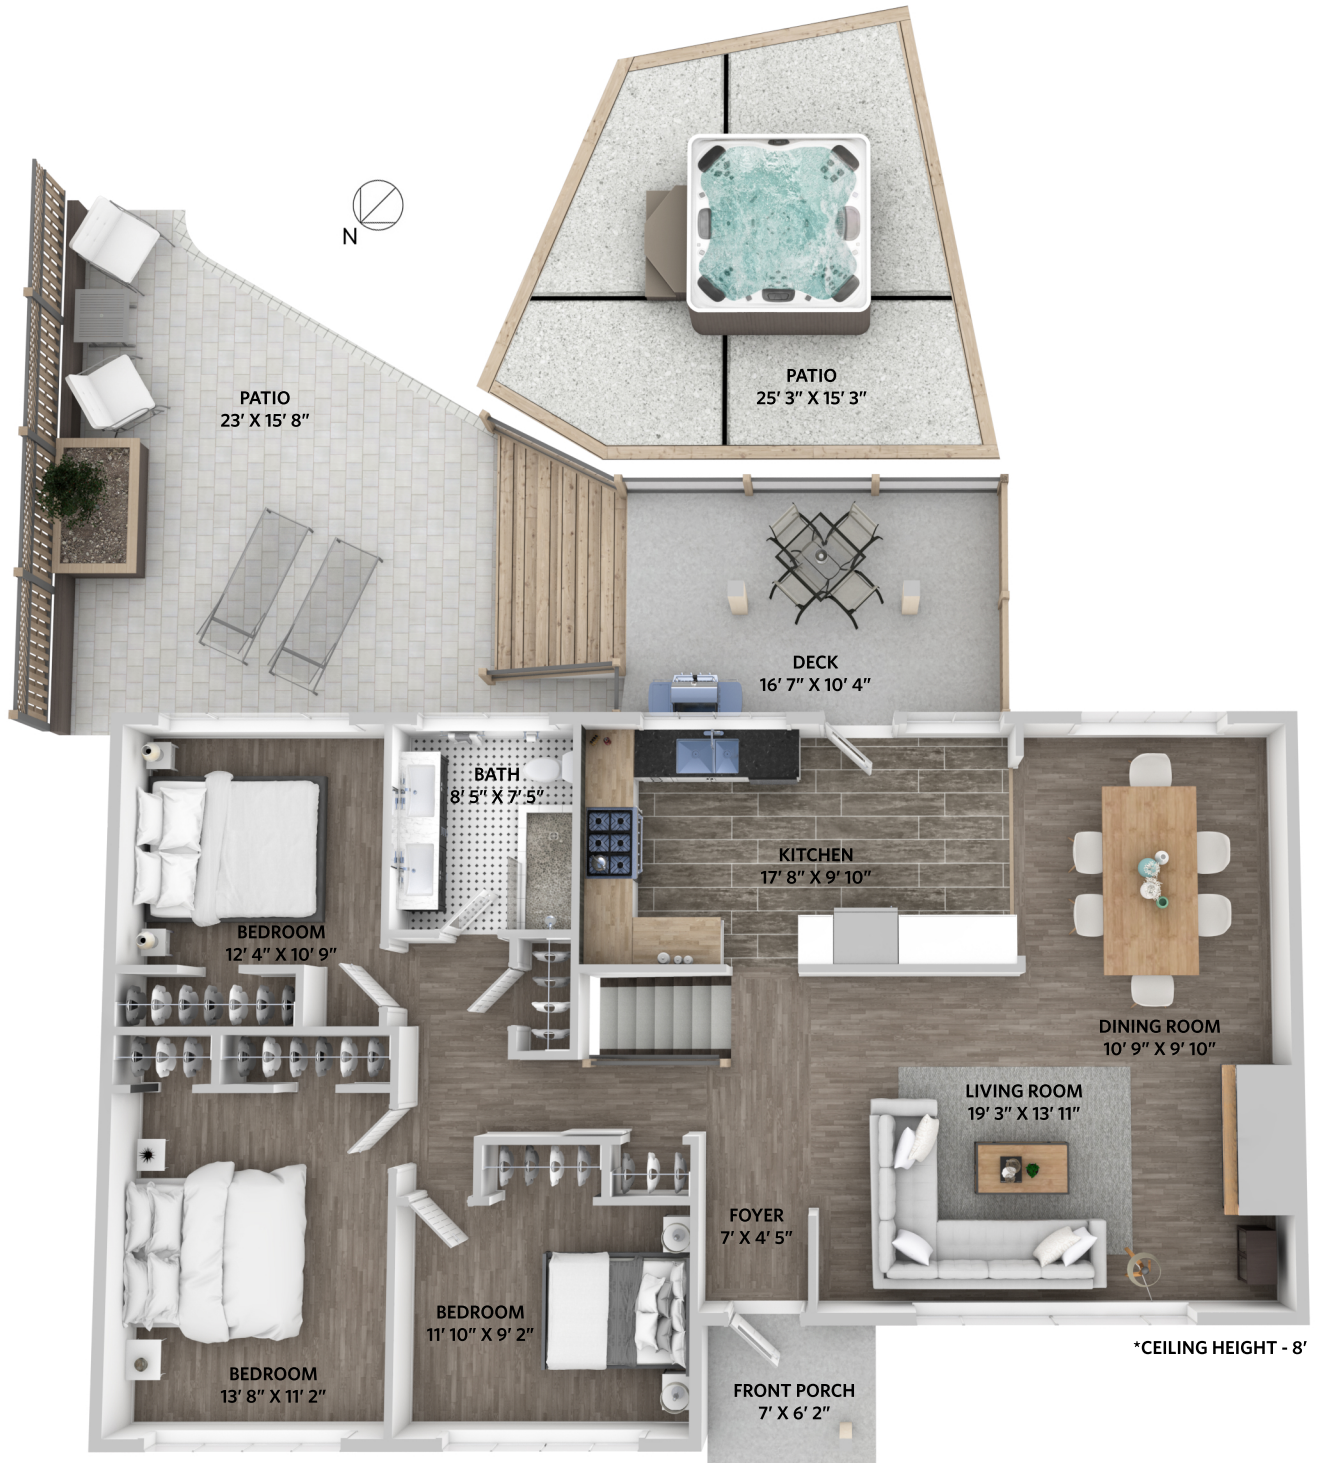 N
PATIO
23' X 15' 8"
PATIO
25' 3" X 15' 3"
DECK
16' 7" X 10' 4"
BATH
8' 5" X 7' 5"
KITCHEN
17' 8" X 9' 10"
BEDROOM
12' 4" X 10' 9"
DINING ROOM
10' 9" X 9' 10"
LIVING ROOM
19' 3" X 13' 11"
FOYER
7' X 4' 5"
BEDROOM
11' 10" X 9' 2"
BEDROOM
13' 8" X 11' 2"
FRONT PORCH
7' X 6' 2"
*CEILING HEIGHT - 8'